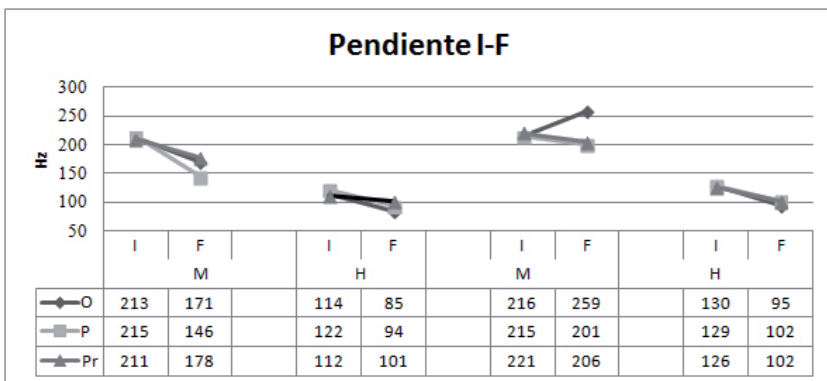 Pendiente I-F
300
250
200
150
100
50
Hz
I F I F I F I F
M H M H
O 213 171 114 85 216 259 130 95
P 215 146 122 94 215 201 129 102
Pr 211 178 112 101 221 206 126 102